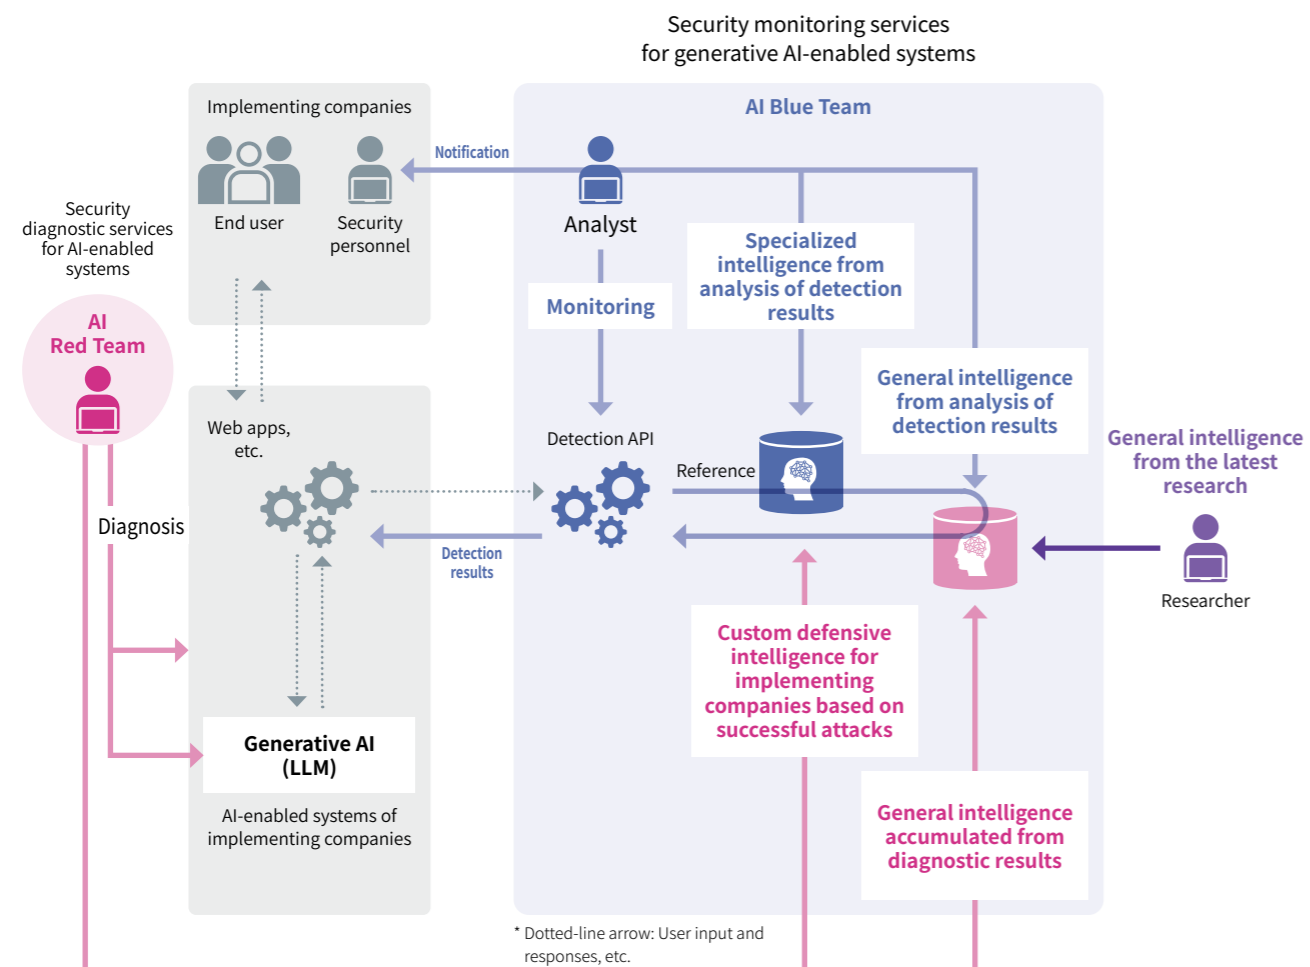 Security monitoring services
for generative AI-enabled systems
Implementing companies
AI Blue Team
Notification
End user
Security
personnel
Analyst
Security
diagnostic services
for AI-enabled
systems
AI
Red Team
Specialized
intelligence from
analysis of detection
results
Monitoring
General intelligence
from analysis of
detection results
Web apps,
etc.
Detection API
Reference
General intelligence
from the latest
research
Diagnosis
Detection
results
Researcher
Custom defensive
intelligence for
implementing
companies based on
successful attacks
Generative AI
(LLM)
AI-enabled systems of
implementing companies
General intelligence
accumulated from
diagnostic results
* Dotted-line arrow: User input and
responses, etc.